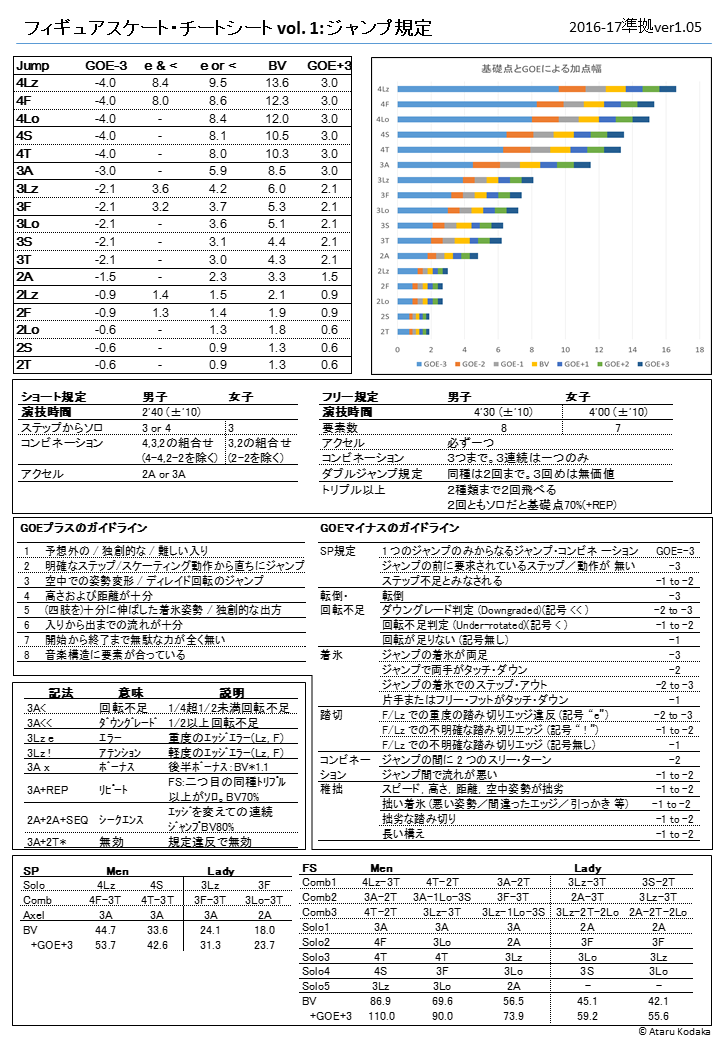 フィギュアスケート・チートシート vol. 1:ジャンプ規定 2016-17準拠ver1.05
Jump GOE-3 e & < e or < BV GOE+3
4Lz -4.0 8.4 9.5 13.6 3.0
4F -4.0 8.0 8.6 12.3 3.0
4Lo -4.0 - 8.4 12.0 3.0
4S -4.0 - 8.1 10.5 3.0
4T -4.0 - 8.0 10.3 3.0
3A -3.0 - 5.9 8.5 3.0
3Lz -2.1 3.6 4.2 6.0 2.1
3F -2.1 3.2 3.7 5.3 2.1
3Lo -2.1 - 3.6 5.1 2.1
3S -2.1 - 3.1 4.4 2.1
3T -2.1 - 3.0 4.3 2.1
2A -1.5 - 2.3 3.3 1.5
2Lz -0.9 1.4 1.5 2.1 0.9
2F -0.9 1.3 1.4 1.9 0.9
2Lo -0.6 - 1.3 1.8 0.6
2S -0.6 - 0.9 1.3 0.6
2T -0.6 - 0.9 1.3 0.6
基礎点とGOEによる加点幅
4Lz
4F
4Lo
4S
4T
3A
3Lz
3F
3Lo
3S
3T
2A
2Lz
2F
2Lo
2S
2T
0 2 4 6 8 10 12 14 16 18
GOE-3 GOE-2 GOE-1 BV GOE+1 GOE+2 GOE+3
ショート規定 男子 女子
演技時間 2'40 (±'10)
ステップからソロ 3 or 4 3
コンビネーション 4,3,2の組合せ 3,2の組合せ
(4-4,2-2を除く) (2-2を除く)
アクセル 2A or 3A
フリー規定 男子 女子
演技時間 4'30 (±'10) 4'00 (±'10)
要素数 8 7
アクセル 必ず一つ
コンビネーション 3つまで。3連続は一つのみ
ダブルジャンプ規定 同種は2回まで。3回めは無価値
トリプル以上 2種類まで2回飛べる
2回ともソロだと基礎点70%(+REP)
GOEプラスのガイドライン
1 予想外の / 独創的な / 難しい入り
2 明確なステップ/スケーティング動作から直ちにジャンプ
3 空中での姿勢変形 / ディレイド回転のジャンプ
4 高さおよび距離が十分
5 (四肢を)十分に伸ばした着氷姿勢 / 独創的な出方
6 入りから出までの流れが十分
7 開始から終了まで無駄な力が全く無い
8 音楽構造に要素が合っている
GOEマイナスのガイドライン
SP規定 1つのジャンプのみからなるジャンプ・コンビネーション GOE=-3
ジャンプの前に要求されているステップ/動作が 無い -3
ステップ不足とみなされる -1 to -2
転倒・ 転倒 -3
回転不足 ダウングレード判定 (Downgraded)(記号 << ) -2 to -3
回転不足判定 (Under-rotated)(記号 < ) -1 to -2
回転が足りない (記号無し) -1
着氷 ジャンプの着氷が両足 -3
ジャンプで両手がタッチ・ダウン -2
ジャンプの着氷でのステップ・アウト -2 to -3
片手またはフリー・フットがタッチ・ダウン -1
踏切 F/Lz での重度の踏み切りエッジ違反 (記号 “e”) -2 to -3
F/Lz での不明確な踏み切りエッジ (記号 “ ! ”) -1 to -2
F/Lz での不明確な踏み切りエッジ (記号無し) -1
コンビネー ジャンプの間に 2 つのスリー・ターン -2
ション ジャンプ間で流れが悪い -1 to -2
稚拙 スピード, 高さ, 距離, 空中姿勢が拙劣 -1 to -2
拙い着氷 (悪い姿勢/間違ったエッジ/引っかき 等) -1 to -2
拙劣な踏み切り -1 to -2
長い構え -1 to -2
記法 意味 説明
3A< 回転不足 1/4超1/2未満回転不足
3A<< ダウングレード 1/2以上回転不足
3Lz e エラー 重度のエッジエラー(Lz, F)
3Lz ! アテンション 軽度のエッジエラー(Lz, F)
3A x ボーナス 後半ボーナス:BV*1.1
3A+REP リピート FS:二つ目の同種トリプル
以上がソロ。BV70%
2A+2A+SEQ シークエンス エッジを変えての連続
ジャンプBV80%
3A+2T* 無効 規定違反で無効
SP Men Lady
Solo 4Lz 4S 3Lz 3F
Comb 4F-3T 4T-3T 3F-3T 3Lo-3T
Axel 3A 3A 3A 2A
BV 44.7 33.6 24.1 18.0
+GOE+3 53.7 42.6 31.3 23.7
FS Men Lady
Comb1 4Lz-3T 4T-2T 3A-2T 3Lz-3T 3S-2T
Comb2 3A-2T 3A-1Lo-3S 3F-3T 2A-3T 3Lz-3T
Comb3 4T-2T 3Lz-3T 3Lz-1Lo-3S 3Lz-2T-2Lo 2A-2T-2Lo
Solo1 3A 3A 3A 2A 2A
Solo2 4F 3Lo 2A 3F 3F
Solo3 4T 4T 3Lz 3Lo 3Lz
Solo4 4S 3F 3Lo 3S 3Lo
Solo5 3Lz 3Lo 2A - -
BV 86.9 69.6 56.5 45.1 42.1
+GOE+3 110.0 90.0 73.9 59.2 55.6
© Ataru Kodaka